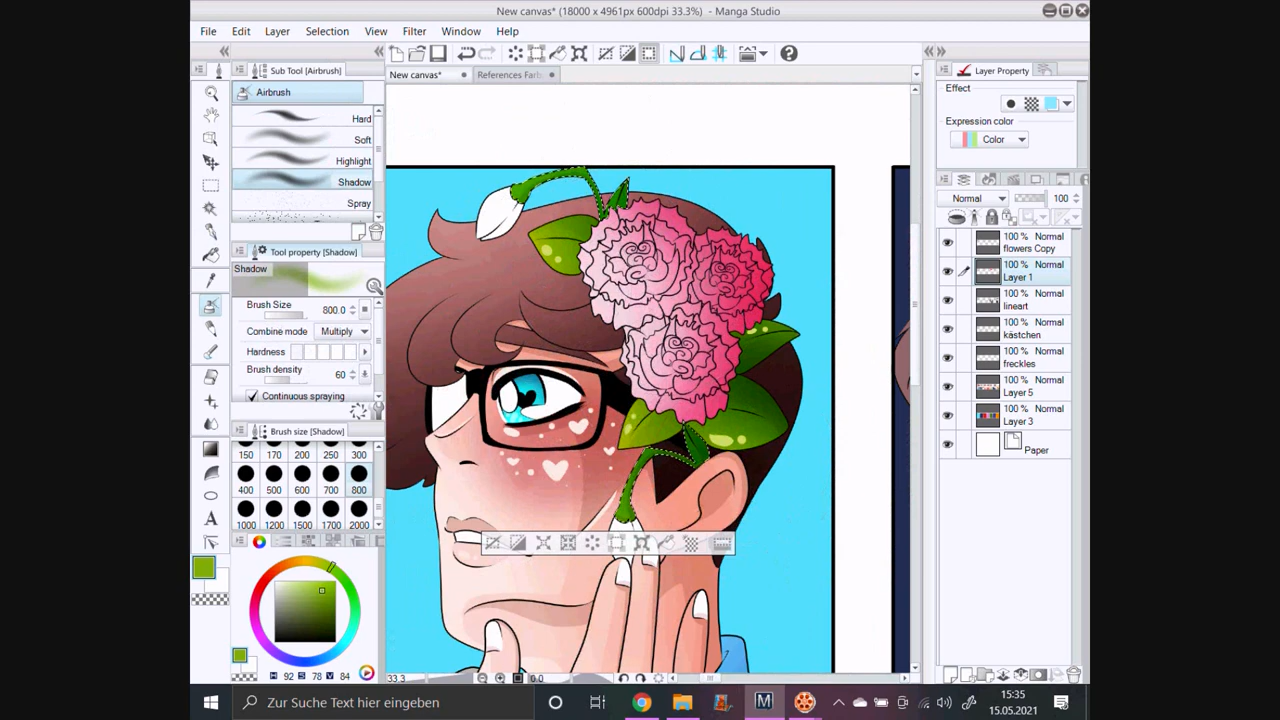 New canvas* (18000 x 4961px 600dpi 33.3%) - Manga Studio
File Edit Layer Selection View Filter Window Help
Sub Tool [Airbrush]
New canvas*
References Farb
Layer Property
Airbrush
Effect
Hard
Expression color
Soft
Color
Highlight
Shadow
Spray
Normal
100
Tool property [Shadow]
Shadow
Brush Size 800.0
Combine mode Multiply
Hardness
Brush density 60
Continuous spraying
Brush size [Shadow]
150 170 200 250 300
400 500 600 700 800
1000 1200 1500 1700 2000
100 % Normal
flowers Copy
100 % Normal
Layer 1
100 % Normal
lineart
100 % Normal
kästchen
100 % Normal
freckles
100 % Normal
Layer 5
100 % Normal
Layer 3
Paper
A
H 92 S 78 V
33.3
0.0
Zur Suche Text hier eingeben
M
15:35
15.05.2021